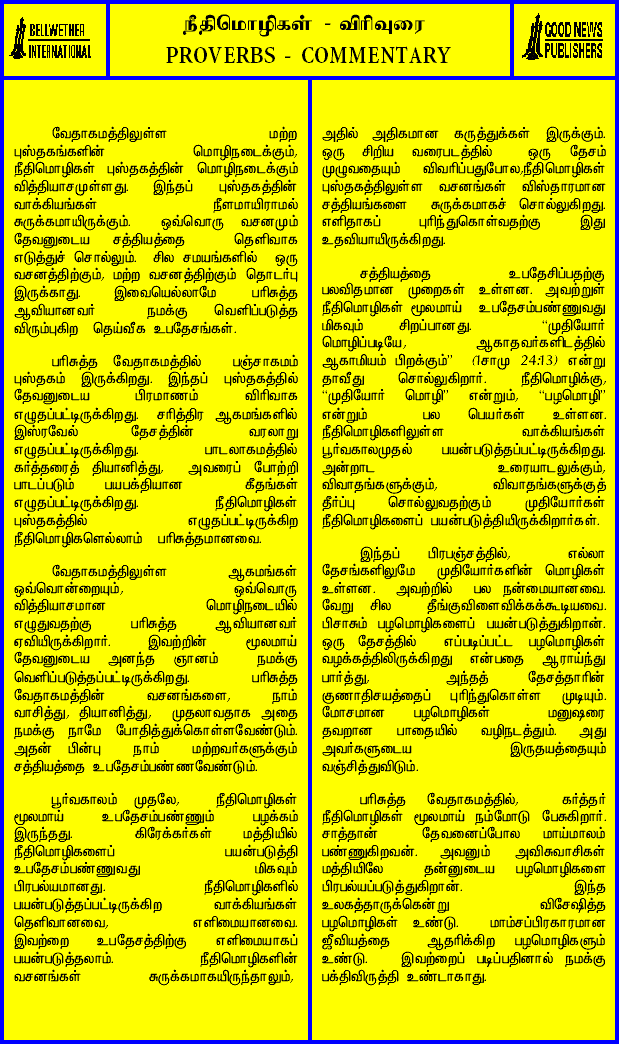 BELLWETHER
INTERNATIONAL
நீதிமொழிகள் - விரிவுரை
PROVERBS - COMMENTARY
GOOD NEWS
PUBLISHERS
வேதாகமத்திலுள்ள மற்ற
புஸ்தகங்களின் மொழிநடைக்கும்,
நீதிமொழிகள் புஸ்தகத்தின் மொழிநடைக்கும்
வித்தியாசமுள்ளது. இந்தப் புஸ்தகத்தின்
வாக்கியங்கள் நீளமாயிராமல்
சுருக்கமாயிருக்கும். ஒவ்வொரு வசனமும்
தேவனுடைய சத்தியத்தை தெளிவாக
எடுத்துச் சொல்லும். சில சமயங்களில் ஒரு
வசனத்திற்கும், மற்ற வசனத்திற்கும் தொடர்பு
இருக்காது. இவையெல்லாமே பரிசுத்த
ஆவியானவர் நமக்கு வெளிப்படுத்த
விரும்புகிற தெய்வீக உபதேசங்கள்.
பரிசுத்த வேதாகமத்தில் பஞ்சாகமம்
புஸ்தகம் இருக்கிறது. இந்தப் புஸ்தகத்தில்
தேவனுடைய பிரமாணம் விரிவாக
எழுதப்பட்டிருக்கிறது. சரித்திர ஆகமங்களில்
இஸ்ரவேல் தேசத்தின் வரலாறு
எழுதப்பட்டிருக்கிறது. பாடலாகமத்தில்
கர்த்தரைத் தியானித்து, அவரைப் போற்றி
பாடப்படும் பயபக்தியான கீதங்கள்
எழுதப்பட்டிருக்கிறது. நீதிமொழிகள்
புஸ்தகத்தில் எழுதப்பட்டிருக்கிற
நீதிமொழிகளெல்லாம் பரிசுத்தமானவை.
வேதாகமத்திலுள்ள ஆகமங்கள்
ஒவ்வொன்றையும், ஒவ்வொரு
வித்தியாசமான மொழிநடையில்
எழுதுவதற்கு பரிசுத்த ஆவியானவர்
ஏவியிருக்கிறார். இவற்றின் மூலமாய்
தேவனுடைய அனந்த ஞானம் நமக்கு
வெளிப்படுத்தப்பட்டிருக்கிறது. பரிசுத்த
வேதாகமத்தின் வசனங்களை, நாம்
வாசித்து, தியானித்து, முதலாவதாக அதை
நமக்கு நாமே போதித்துக்கொள்ளவேண்டும்.
அதன் பின்பு நாம் மற்றவர்களுக்கும்
சத்தியத்தை உபதேசம்பண்ணவேண்டும்.
பூர்வகாலம் முதலே, நீதிமொழிகள்
மூலமாய் உபதேசம்பண்ணும் பழக்கம்
இருந்தது. கிரேக்கர்கள் மத்தியில்
நீதிமொழிகளைப் பயன்படுத்தி
உபதேசம்பண்ணுவது மிகவும்
பிரபல்யமானது. நீதிமொழிகளில்
பயன்படுத்தப்பட்டிருக்கிற வாக்கியங்கள்
தெளிவானவை, எளிமையானவை.
இவற்றை உபதேசத்திற்கு எளிமையாகப்
பயன்படுத்தலாம். நீதிமொழிகளின்
வசனங்கள் சுருக்கமாகயிருந்தாலும்,
அதில் அதிகமான கருத்துக்கள் இருக்கும்.
ஒரு சிறிய வரைபடத்தில் ஒரு தேசம்
முழுவதையும் விவரிப்பதுபோல,நீதிமொழிகள்
புஸ்தகத்திலுள்ள வசனங்கள் விஸ்தாரமான
சத்தியங்களை சுருக்கமாகச் சொல்லுகிறது.
எளிதாகப் புரிந்துகொள்வதற்கு இது
உதவியாயிருக்கிறது.
சத்தியத்தை உபதேசிப்பதற்கு
பலவிதமான முறைகள் உள்ளன. அவற்றுள்
நீதிமொழிகள் மூலமாய் உபதேசம்பண்ணுவது
மிகவும் சிறப்பானது. “முதியோர்
மொழிப்படியே, ஆகாதவர்களிடத்தில்
ஆகாமியம் பிறக்கும்” (1சாமு 24:13) என்று
தாவீது சொல்லுகிறார். நீதிமொழிக்கு,
“முதியோர் மொழி” என்றும், “பழமொழி”
என்றும் பல பெயர்கள் உள்ளன.
நீதிமொழிகளிலுள்ள வாக்கியங்கள்
பூர்வகாலமுதல் பயன்படுத்தப்பட்டிருக்கிறது.
அன்றாட உரையாடலுக்கும்,
விவாதங்களுக்கும், விவாதங்களுக்குத்
தீர்ப்பு சொல்லுவதற்கும் முதியோர்கள்
நீதிமொழிகளைப் பயன்படுத்தியிருக்கிறார்கள்.
இந்தப் பிரபஞ்சத்தில், எல்லா
தேசங்களிலுமே முதியோர்களின் மொழிகள்
உள்ளன. அவற்றில் பல நன்மையானவை.
வேறு சில தீங்குவிளைவிக்கக்கூடியவை.
பிசாசும் பழமொழிகளைப் பயன்படுத்துகிறான்.
ஒரு தேசத்தில் எப்படிப்பட்ட பழமொழிகள்
வழக்கத்திலிருக்கிறது என்பதை ஆராய்ந்து
பார்த்து, அந்தத் தேசத்தாரின்
குணாதிசயத்தைப் புரிந்துகொள்ள முடியும்.
மோசமான பழமொழிகள் மனுஷரை
தவறான பாதையில் வழிநடத்தும். அது
அவர்களுடைய இருதயத்தையும்
வஞ்சித்துவிடும்.
பரிசுத்த வேதாகமத்தில், கர்த்தர்
நீதிமொழிகள் மூலமாய் நம்மோடு பேசுகிறார்.
சாத்தான் தேவனைப்போல மாய்மாலம்
பண்ணுகிறவன். அவனும் அவிசுவாசிகள்
மத்தியிலே தன்னுடைய பழமொழிகளை
பிரபல்யப்படுத்துகிறான். இந்த
உலகத்தாருக்கென்று விசேஷித்த
பழமொழிகள் உண்டு. மாம்சப்பிரகாரமான
ஜீவியத்தை ஆதரிக்கிற பழமொழிகளும்
உண்டு. இவற்றைப் படிப்பதினால் நமக்கு
பக்திவிருத்தி உண்டாகாது.